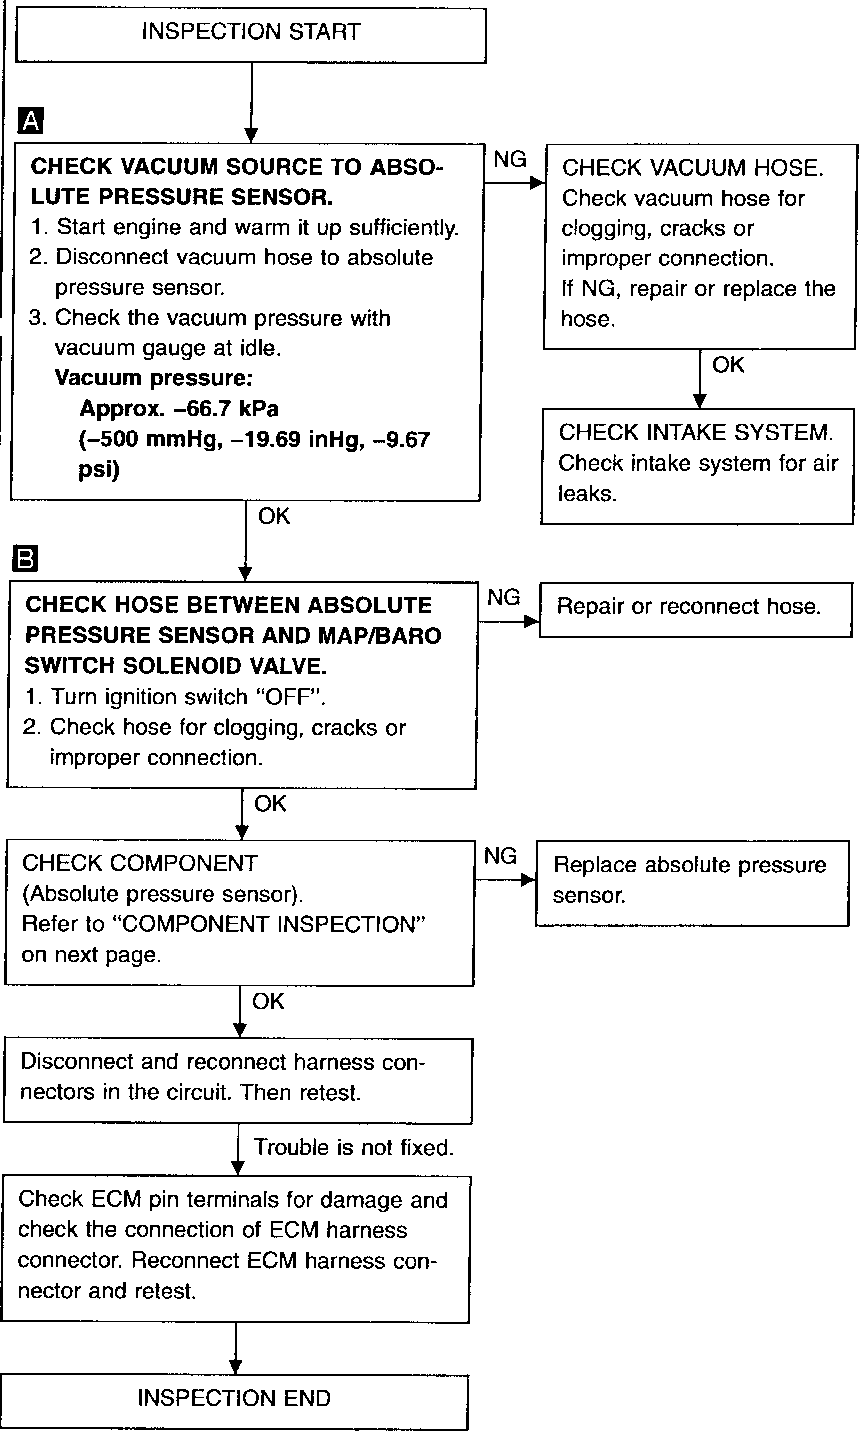 INSPECTION START
A
CHECK VACUUM SOURCE TO ABSO-
LUTE PRESSURE SENSOR.
1. Start engine and warm it up sufficiently.
2. Disconnect vacuum hose to absolute
pressure sensor.
3. Check the vacuum pressure with
vacuum gauge at idle.
Vacuum pressure:
Approx. –66.7 kPa
(–500 mmHg, –19.69 inHg, –9.67
psi)
NG
CHECK VACUUM HOSE.
Check vacuum hose for
clogging, cracks or
improper connection.
If NG, repair or replace the
hose.
OK
CHECK INTAKE SYSTEM.
Check intake system for air
leaks.
OK
B
CHECK HOSE BETWEEN ABSOLUTE
PRESSURE SENSOR AND MAP/BARO
SWITCH SOLENOID VALVE.
1. Turn ignition switch “OFF”.
2. Check hose for clogging, cracks or
improper connection.
NG
Repair or reconnect hose.
OK
CHECK COMPONENT
(Absolute pressure sensor).
Refer to “COMPONENT INSPECTION”
on next page.
NG
Replace absolute pressure
sensor.
OK
Disconnect and reconnect harness con-
nectors in the circuit. Then retest.
Trouble is not fixed.
Check ECM pin terminals for damage and
check the connection of ECM harness
connector. Reconnect ECM harness con-
nector and retest.
INSPECTION END